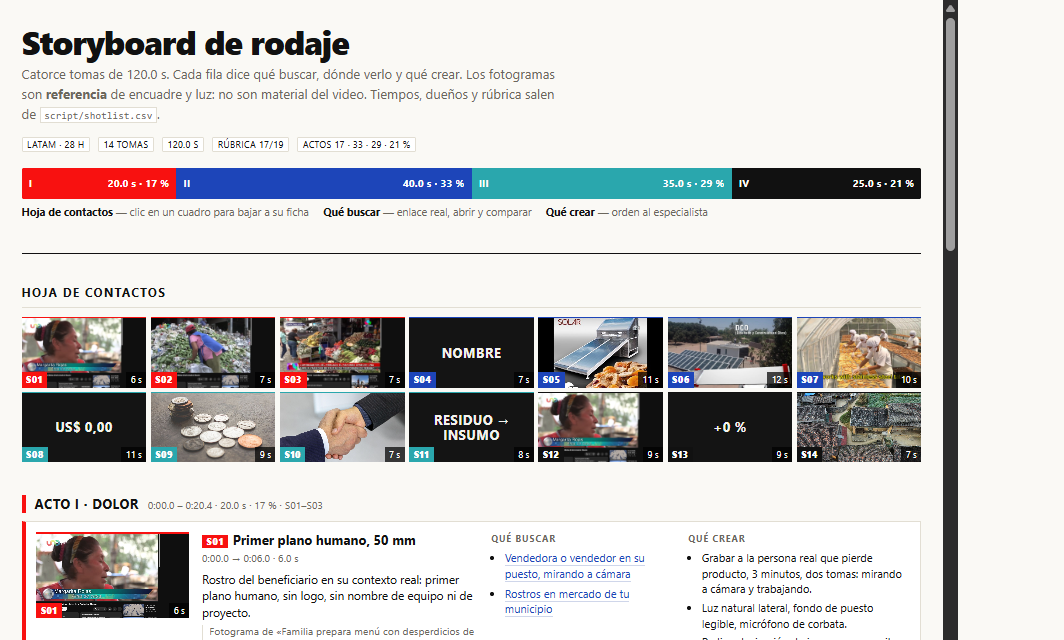 Storyboard de rodaje
Catorce tomas de 120.0 s. Cada fila dice qué buscar, dónde verlo y qué crear. Los fotogramas
son referencia de encuadre y luz: no son material del video. Tiempos, dueños y rúbrica salen
de script/shotlist.csv.
LATAM · 28 H 14 TOMAS 120.0 S RÚBRICA 17/19 ACTOS 17 · 33 · 29 · 21 %
I 20.0 s · 17 % II 40.0 s · 33 % III 35.0 s · 29 % IV 25.0 s · 21 %
Hoja de contactos — clic en un cuadro para bajar a su ficha Qué buscar — enlace real, abrir y comparar Qué crear — orden al especialista
HOJA DE CONTACTOS
S01 6 s
S02 7 s
S03 7 s
NOMBRE
S04 7 s
SOLAR
S05 11 s
S06 12 s
S07 10 s
US$ 0,00
S08 11 s
S09 9 s
S10 7 s
RESIDUO →
INSUMO
S11 8 s
S12 9 s
+0 %
S13 9 s
S14 7 s
ACTO I · DOLOR 0:00.0 – 0:20.4 · 20.0 s · 17 % · S01–S03
Margarita Rojas
S01 6 s
S01 Primer plano humano, 50 mm
0:00.0 → 0:06.0 · 6.0 s
Rostro del beneficiario en su contexto real: primer
plano humano, sin logo, sin nombre de equipo ni de
proyecto.
Fotograma de «Familia prepara menú con desperdicios de
QUÉ BUSCAR
• Vendedora o vendedor en su
puesto, mirando a cámara
• Rostros en mercado de tu
municipio
QUÉ CREAR
• Grabar a la persona real que pierde
producto, 3 minutos, dos tomas: mirando
a cámara y trabajando.
• Luz natural lateral, fondo de puesto
legible, micrófono de corbata.